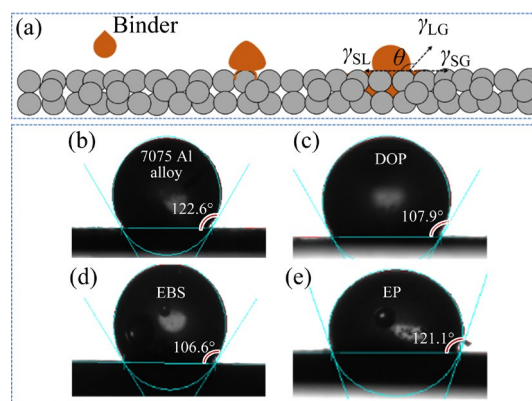 (a)
Binder
γSL
θ
γLG
γSG
(b)
7075 Al
alloy
122.6°
(c)
DOP
107.9°
(d)
EBS
106.6°
(e)
EP
121.1°